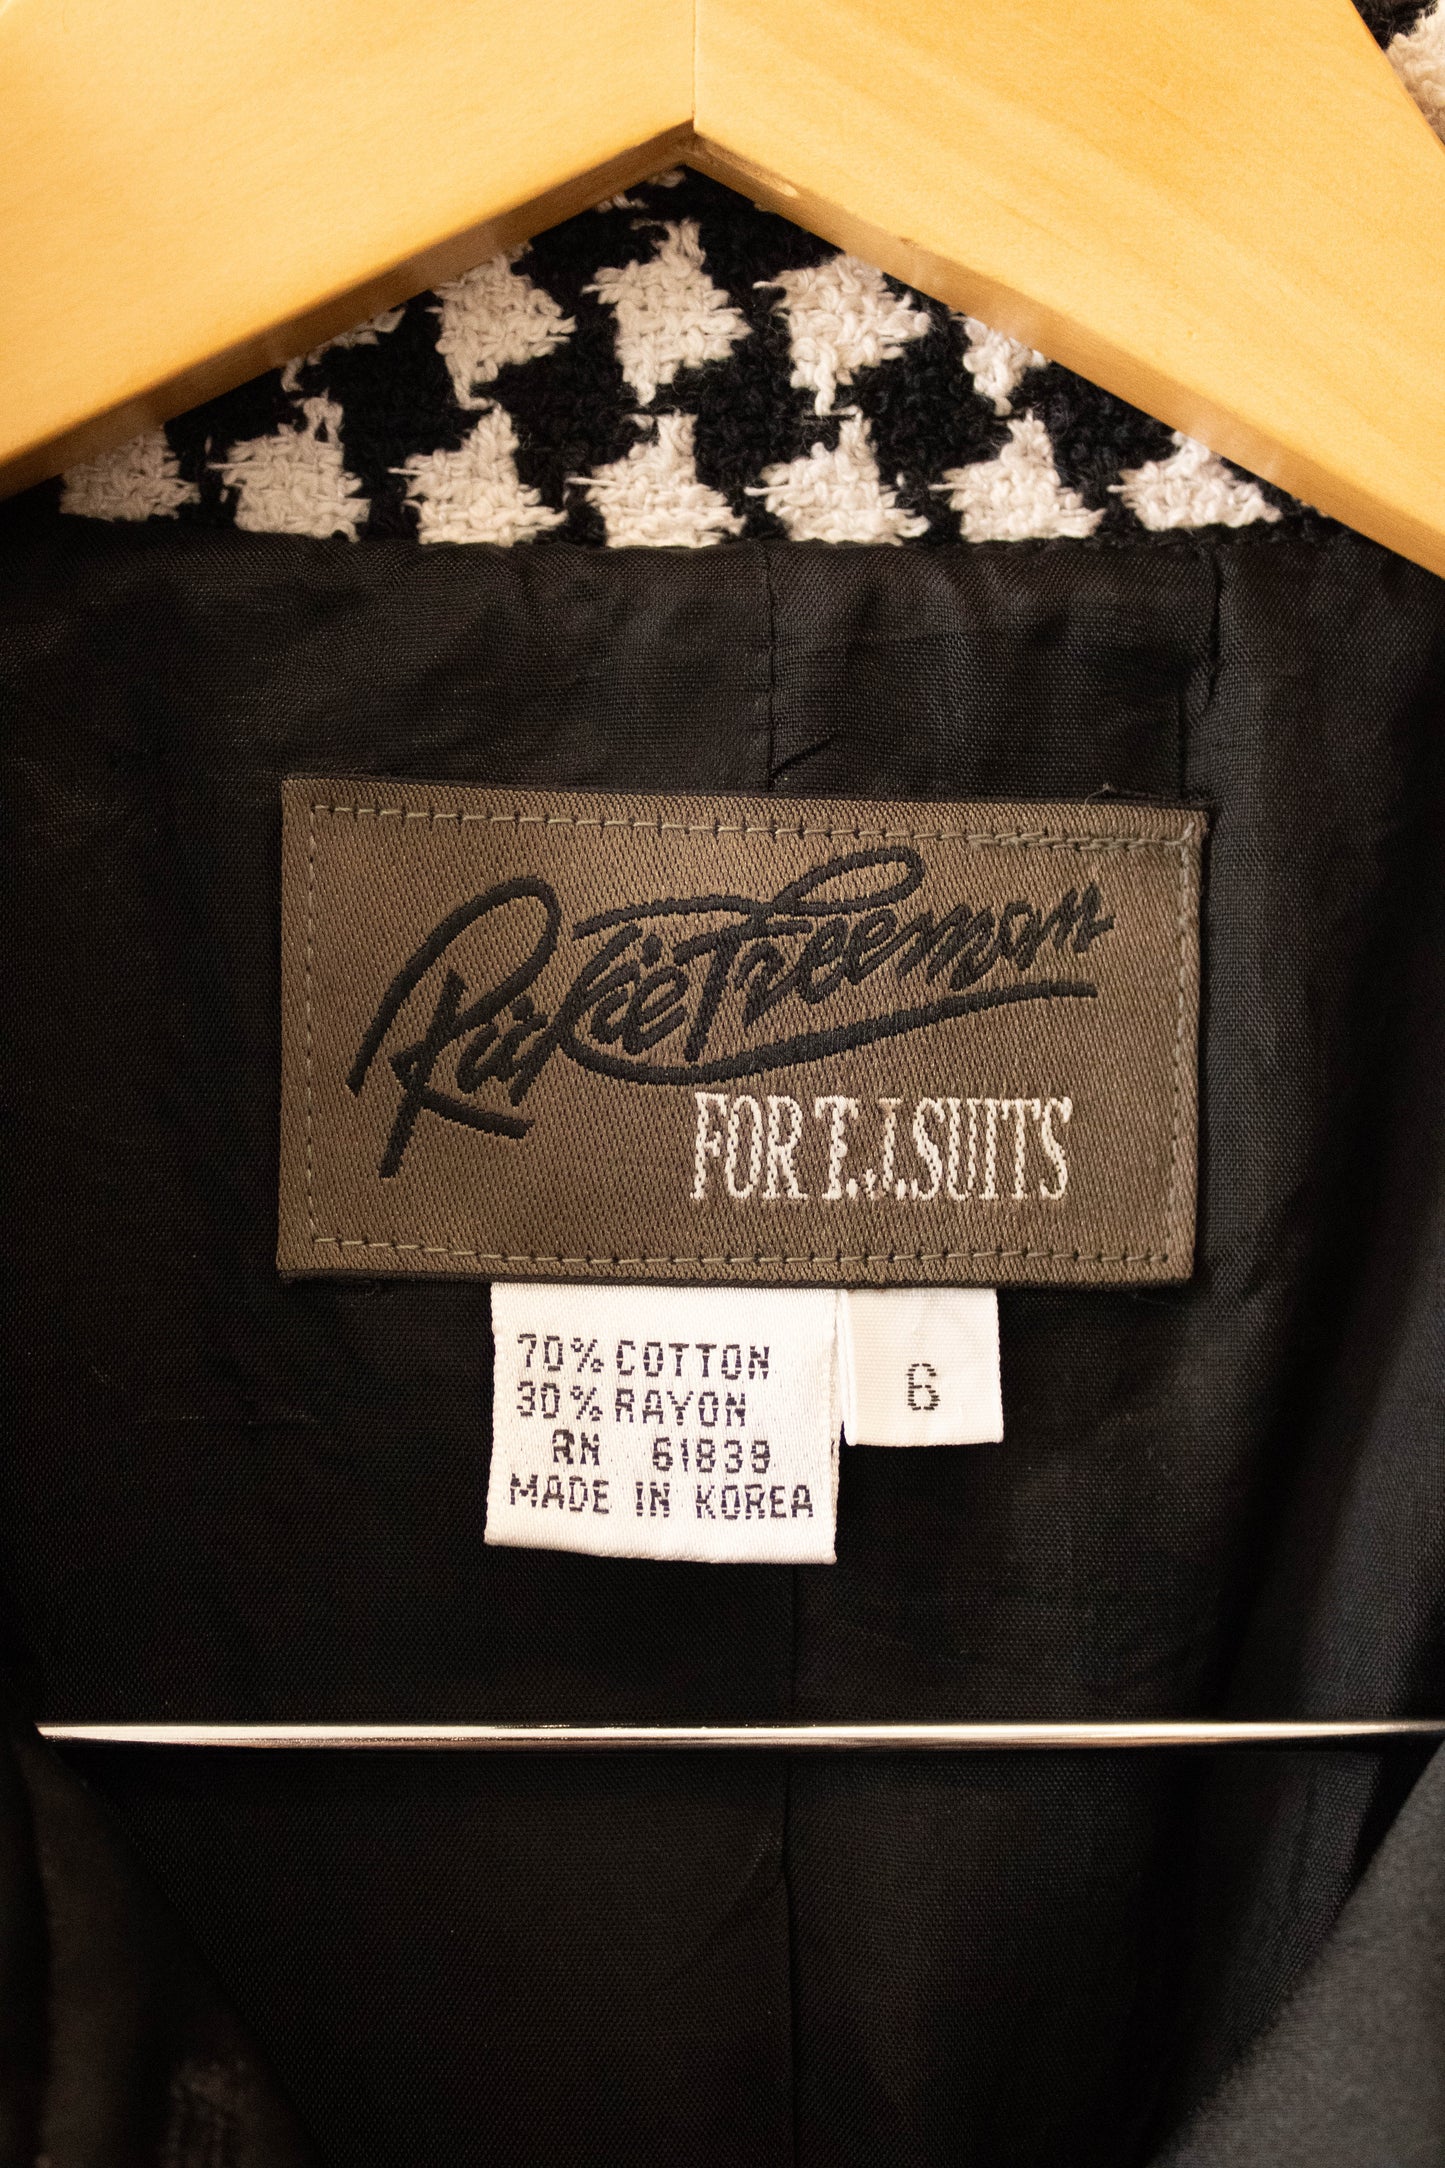 Rickie Freeman
FOR T.J. SUITS
70% COTTON
30% RAYON
RN 61839
MADE IN KOREA
6